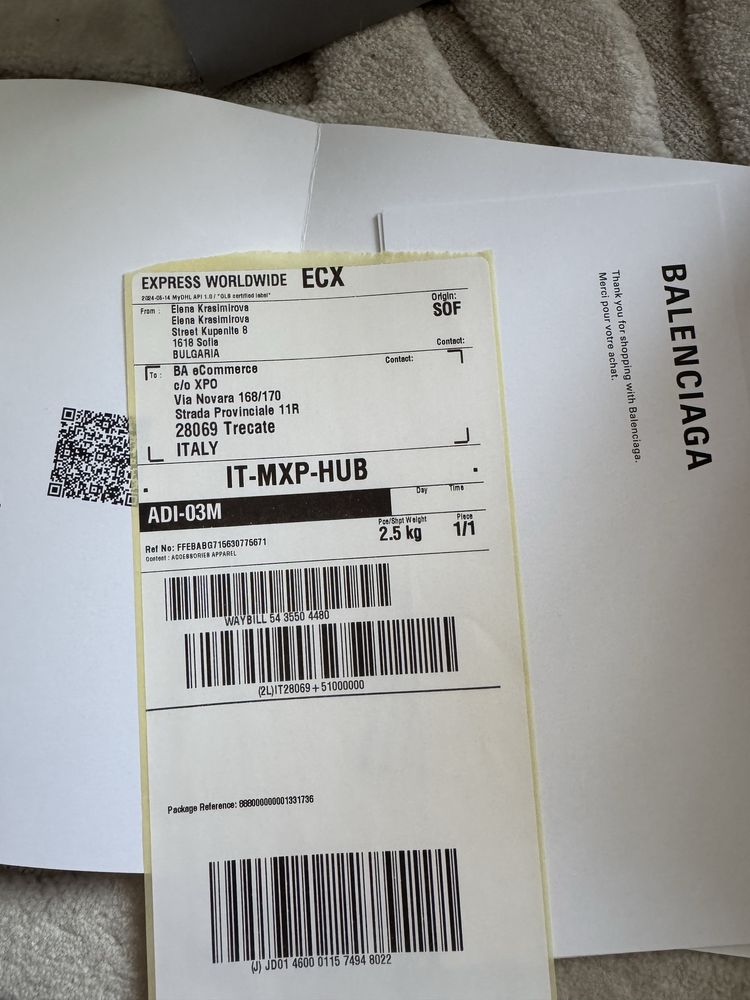 EXPRESS WORLDWIDE ECX
2024-05-14 MyDHL API 1.0 / *GLB certified label*
From : Elena Krasimirova
Elena Krasimirova
Street Kupenite 8
1618 Sofia
BULGARIA
Origin:
SOF
Contact:
To : BA eCommerce
c/o XPO
Via Novara 168/170
Strada Provinciale 11R
28069 Trecate
ITALY
Contact:
IT-MXP-HUB
ADI-03M
Day Time
Ref No: FFEBABG715630775671
Content : ACCESSORIES APPAREL
Pce/Shpt Weight
2.5 kg
Piece
1/1
WAYBILL 54 3550 4480
(2L)IT28069+51000000
Package Reference: 888000000001331736
(J) JD01 4600 0115 7494 8022
BALENCIAGA
Thank you for shopping with Balenciaga.
Merci pour votre achat.